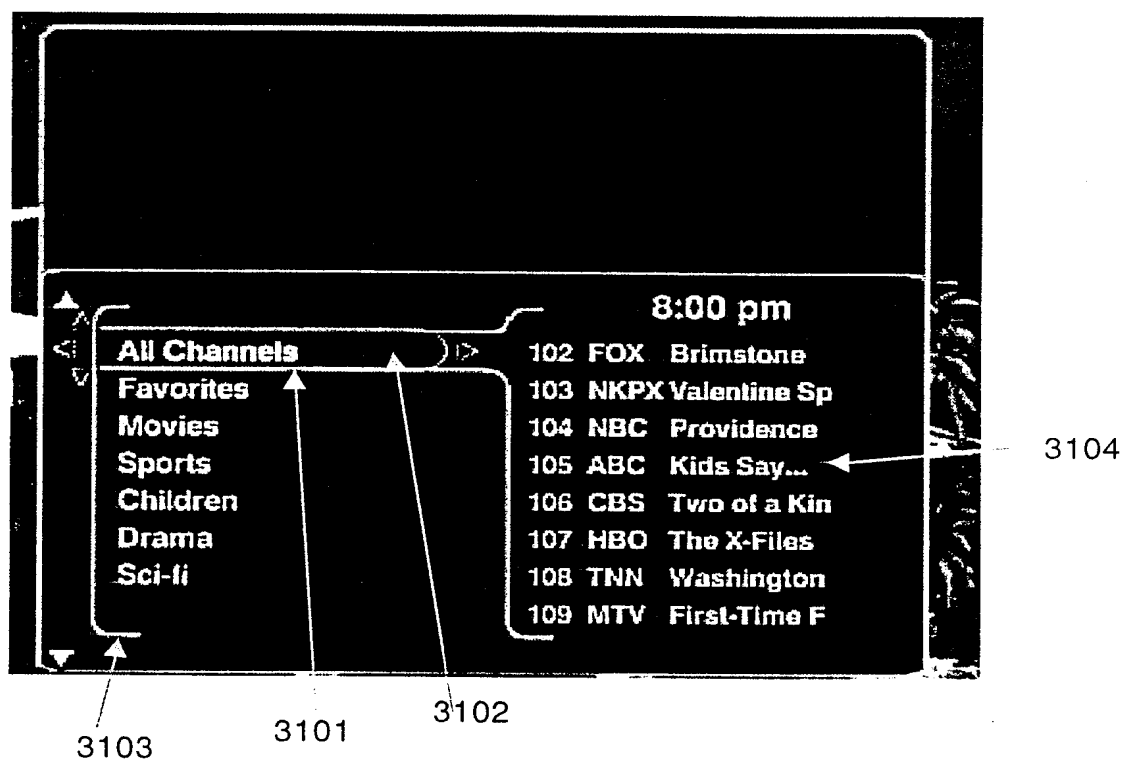 8:00 pm
All Channels
Favorites
Movies
Sports
Children
Drama
Sci-fi
102 FOX Brimstone
103 NKPX Valentine Sp
104 NBC Providence
105 ABC Kids Say...
106 CBS Two of a Kin
107 HBO The X-Files
108 TNN Washington
109 MTV First-Time F
3104
3102
3101
3103